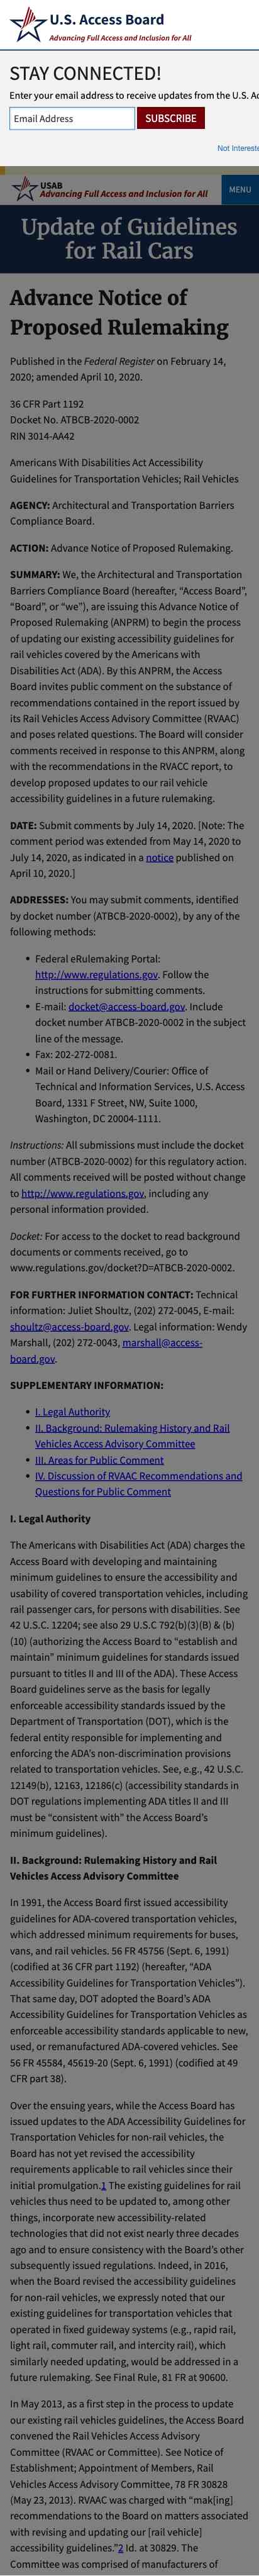 U.S. Access Board
Advancing Full Access and Inclusion for All
STAY CONNECTED!
Enter your email address to receive updates from the U.S. Ac
Email Address
SUBSCRIBE
Not Intereste
USAB
Advancing Full Access and Inclusion for All
MENU
Update of Guidelines
for Rail Cars
Advance Notice of
Proposed Rulemaking
Published in the Federal Register on February 14,
2020; amended April 10, 2020.
36 CFR Part 1192
Docket No. ATBCB-2020-0002
RIN 3014-AA42
Americans With Disabilities Act Accessibility
Guidelines for Transportation Vehicles; Rail Vehicles
AGENCY: Architectural and Transportation Barriers
Compliance Board.
ACTION: Advance Notice of Proposed Rulemaking.
SUMMARY: We, the Architectural and Transportation
Barriers Compliance Board (hereafter, “Access Board”,
“Board”, or “we”), are issuing this Advance Notice of
Proposed Rulemaking (ANPRM) to begin the process
of updating our existing accessibility guidelines for
rail vehicles covered by the Americans with
Disabilities Act (ADA). By this ANPRM, the Access
Board invites public comment on the substance of
recommendations contained in the report issued by
its Rail Vehicles Access Advisory Committee (RVAAC)
and poses related questions. The Board will consider
comments received in response to this ANPRM, along
with the recommendations in the RVACC report, to
develop proposed updates to our rail vehicle
accessibility guidelines in a future rulemaking.
DATE: Submit comments by July 14, 2020. [Note: The
comment period was extended from May 14, 2020 to
July 14, 2020, as indicated in a notice published on
April 10, 2020.]
ADDRESSES: You may submit comments, identified
by docket number (ATBCB-2020-0002), by any of the
following methods:
• Federal eRulemaking Portal:
http://www.regulations.gov. Follow the
instructions for submitting comments.
• E-mail: docket@access-board.gov. Include
docket number ATBCB-2020-0002 in the subject
line of the message.
• Fax: 202-272-0081.
• Mail or Hand Delivery/Courier: Office of
Technical and Information Services, U.S. Access
Board, 1331 F Street, NW, Suite 1000,
Washington, DC 20004-1111.
Instructions: All submissions must include the docket
number (ATBCB-2020-0002) for this regulatory action.
All comments received will be posted without change
to http://www.regulations.gov, including any
personal information provided.
Docket: For access to the docket to read background
documents or comments received, go to
www.regulations.gov/docket?D=ATBCB-2020-0002.
FOR FURTHER INFORMATION CONTACT: Technical
information: Juliet Shoultz, (202) 272-0045, E-mail:
shoultz@access-board.gov. Legal information: Wendy
Marshall, (202) 272-0043, marshall@access-
board.gov.
SUPPLEMENTARY INFORMATION:
• I. Legal Authority
• II. Background: Rulemaking History and Rail
Vehicles Access Advisory Committee
• III. Areas for Public Comment
• IV. Discussion of RVAAC Recommendations and
Questions for Public Comment
I. Legal Authority
The Americans with Disabilities Act (ADA) charges the
Access Board with developing and maintaining
minimum guidelines to ensure the accessibility and
usability of covered transportation vehicles, including
rail passenger cars, for persons with disabilities. See
42 U.S.C. 12204; see also 29 U.S.C 792(b)(3)(B) & (b)
(10) (authorizing the Access Board to “establish and
maintain” minimum guidelines for standards issued
pursuant to titles II and III of the ADA). These Access
Board guidelines serve as the basis for legally
enforceable accessibility standards issued by the
Department of Transportation (DOT), which is the
federal entity responsible for implementing and
enforcing the ADA’s non-discrimination provisions
related to transportation vehicles. See, e.g., 42 U.S.C.
12149(b), 12163, 12186(c) (accessibility standards in
DOT regulations implementing ADA titles II and III
must be “consistent with” the Access Board’s
minimum guidelines).
II. Background: Rulemaking History and Rail
Vehicles Access Advisory Committee
In 1991, the Access Board first issued accessibility
guidelines for ADA-covered transportation vehicles,
which addressed minimum requirements for buses,
vans, and rail vehicles. 56 FR 45756 (Sept. 6, 1991)
(codified at 36 CFR part 1192) (hereafter, “ADA
Accessibility Guidelines for Transportation Vehicles”).
That same day, DOT adopted the Board’s ADA
Accessibility Guidelines for Transportation Vehicles as
enforceable accessibility standards applicable to new,
used, or remanufactured ADA-covered vehicles. See
56 FR 45584, 45619-20 (Sept. 6, 1991) (codified at 49
CFR part 38).
Over the ensuing years, while the Access Board has
issued updates to the ADA Accessibility Guidelines for
Transportation Vehicles for non-rail vehicles, the
Board has not yet revised the accessibility
requirements applicable to rail vehicles since their
initial promulgation.1 The existing guidelines for rail
vehicles thus need to be updated to, among other
things, incorporate new accessibility-related
technologies that did not exist nearly three decades
ago and to ensure consistency with the Board’s other
subsequently issued regulations. Indeed, in 2016,
when the Board revised the accessibility guidelines
for non-rail vehicles, we expressly noted that our
existing guidelines for transportation vehicles that
operated in fixed guideway systems (e.g., rapid rail,
light rail, commuter rail, and intercity rail), which
similarly needed updating, would be addressed in a
future rulemaking. See Final Rule, 81 FR at 90600.
In May 2013, as a first step in the process to update
our existing rail vehicles guidelines, the Access Board
convened the Rail Vehicles Access Advisory
Committee (RVAAC or Committee). See Notice of
Establishment; Appointment of Members, Rail
Vehicles Access Advisory Committee, 78 FR 30828
(May 23, 2013). RVAAC was charged with “mak[ing]
recommendations to the Board on matters associated
with revising and updating our [rail vehicle]
accessibility guidelines.”2 Id. at 30829. The
Committee was comprised of manufacturers of